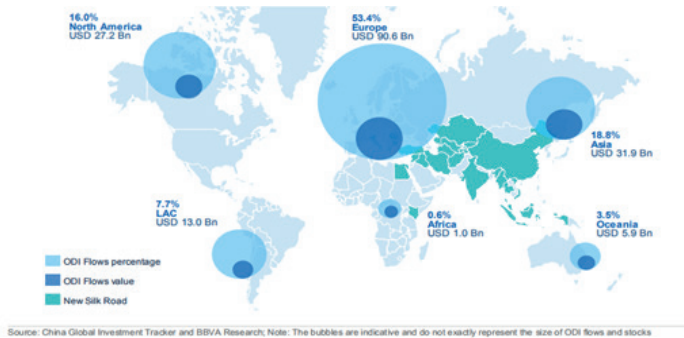 16.0%
North America
USD 27.2 Bn
53.4%
Europe
USD 90.6 Bn
18.8%
Asia
USD 31.9 Bn
7.7%
LAC
USD 13.0 Bn
0.6%
Africa
USD 1.0 Bn
3.5%
Oceania
USD 5.9 Bn
ODI Flows percentage
ODI Flows value
New Silk Road
Source: China Global Investment Tracker and BBVA Research; Note: The bubbles are indicative and do not exactly represent the size of ODI flows and stocks